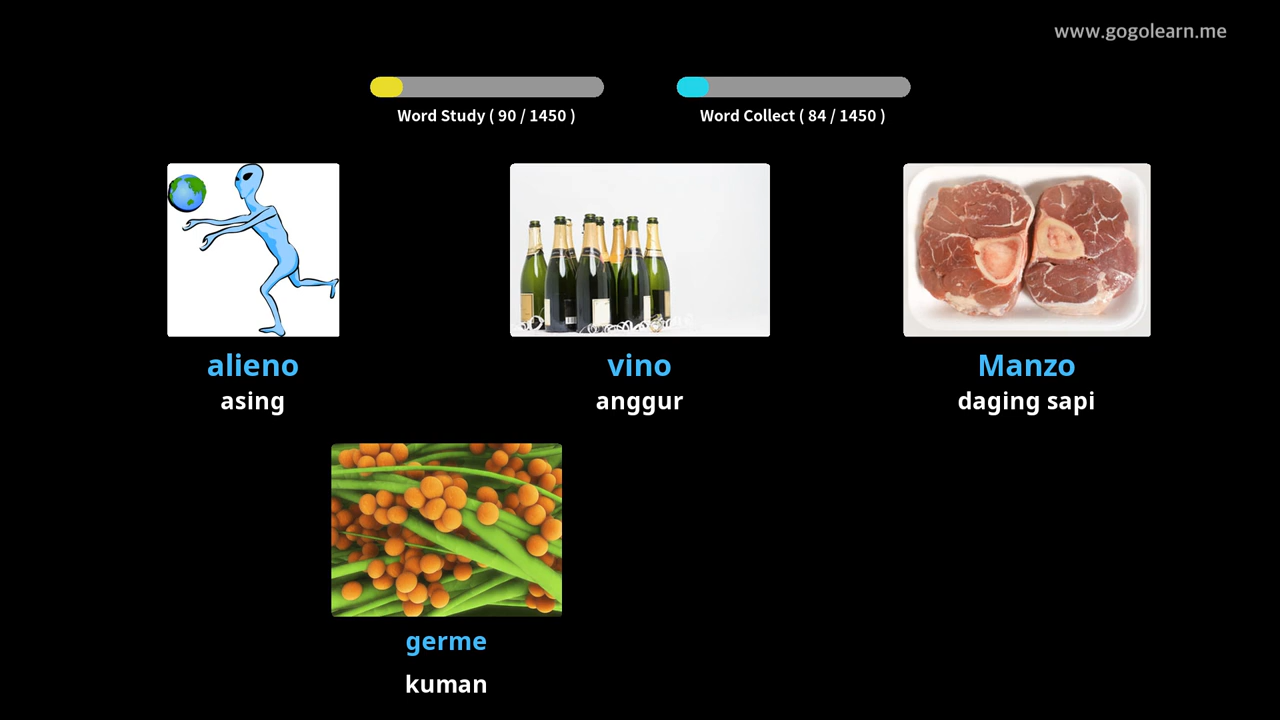 www.gogolearn.me
Word Study ( 90 / 1450 )
Word Collect ( 84 / 1450 )
alieno
asing
vino
anggur
Manzo
daging sapi
germe
kuman